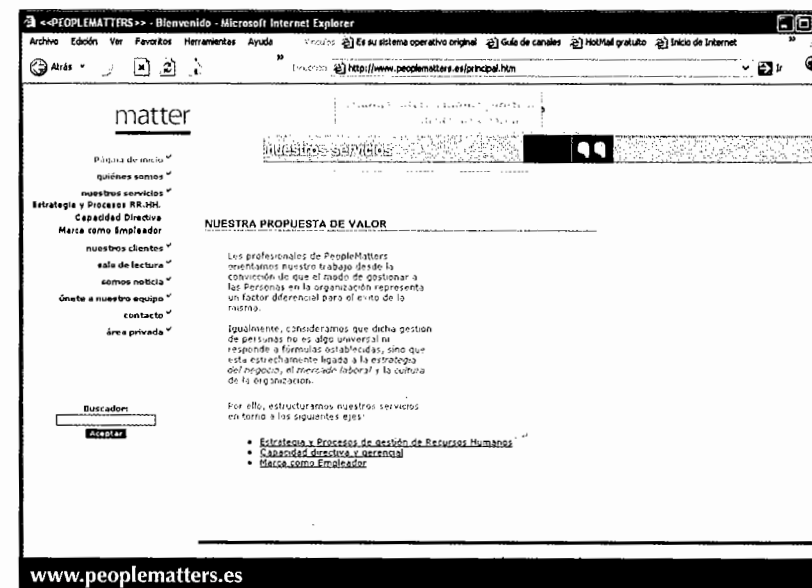 <<PEOPLEMATTERS>> - Bienvenido - Microsoft Internet Explorer
Archivo Edición Ver Favoritos Herramientas Ayuda Vínculos Es su sistema operativo original Guía de canales HotMail gratuito Inicio de Internet
Atrás Dirección http://www.peoplematters.es/principal.htm Ir
matter
nuestros servicios
Página de inicio
quiénes somos
nuestros servicios
Estrategia y Procesos RR.HH.
Capacidad Directiva
Marca como Empleador
nuestros clientes
sala de lectura
somos noticia
únete a nuestro equipo
contacto
área privada
Buscador:
Aceptar
NUESTRA PROPUESTA DE VALOR
Los profesionales de PeopleMatters
orientamos nuestro trabajo desde la
convicción de que el modo de gestionar a
las Personas en la organización representa
un factor diferencial para el éxito de la
misma.
Igualmente, consideramos que dicha gestión
de personas no es algo universal ni
responde a fórmulas establecidas, sino que
está estrechamente ligada a la estrategia
del negocio, el mercado laboral y la cultura
de la organización.
Por ello, estructuramos nuestros servicios
en torno a los siguientes ejes:
• Estrategia y Procesos de gestión de Recursos Humanos
• Capacidad directiva y gerencial
• Marca como Empleador
www.peoplematters.es